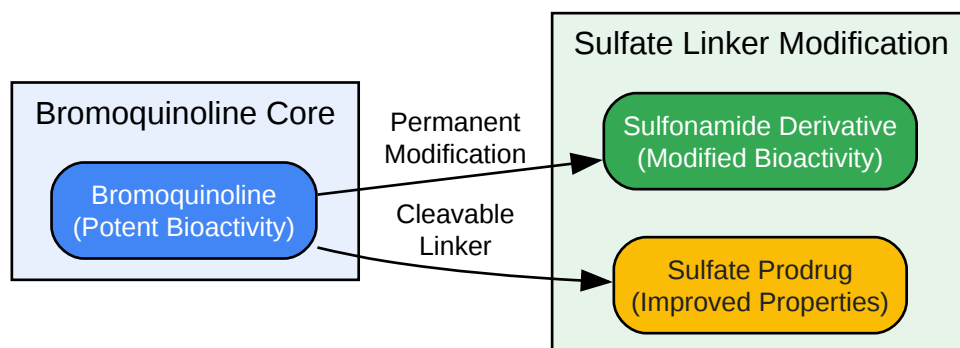 Bromoquinoline Core
Bromoquinoline
(Potent Bioactivity)
Permanent
Modification
Cleavable
Linker
Sulfate Linker Modification
Sulfonamide Derivative
(Modified Bioactivity)
Sulfate Prodrug
(Improved Properties)